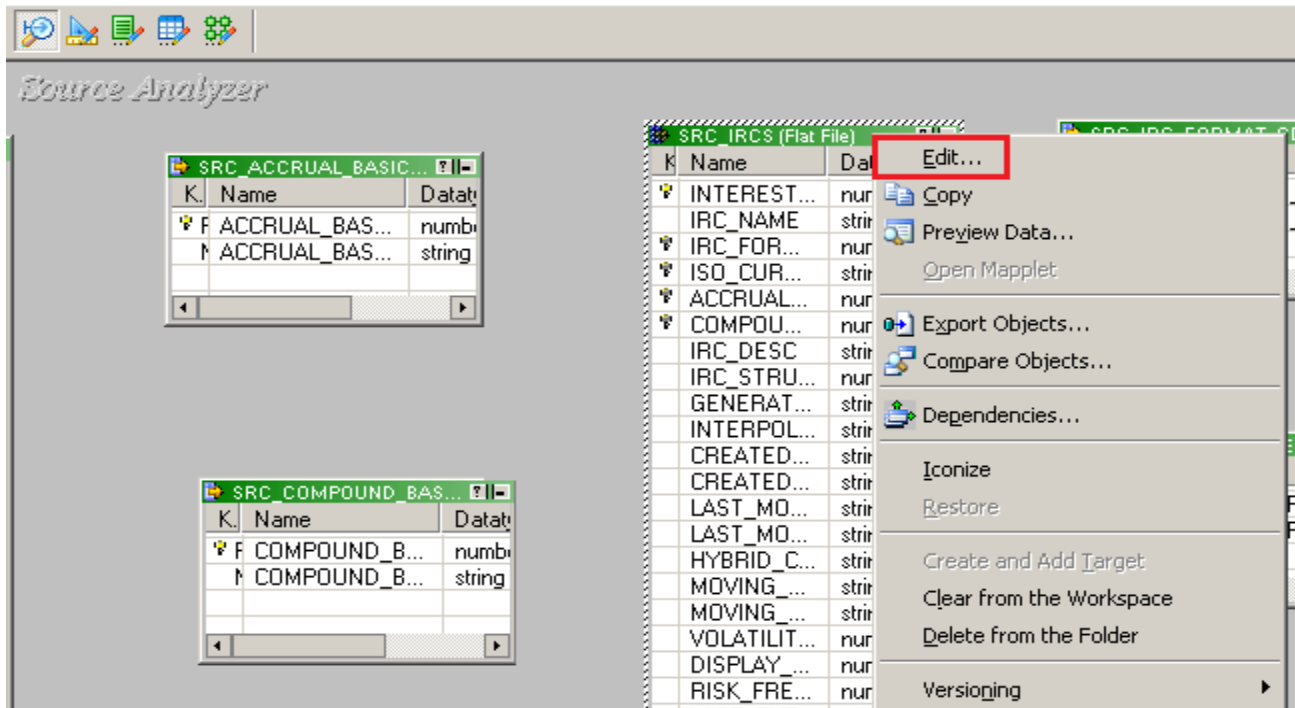 Source Analyzer
SRC_ACCRUAL_BASIC...
K. Name Dataty
F ACCRUAL_BAS... numbe
N ACCRUAL_BAS... string
SRC_COMPOUND_BAS...
K. Name Dataty
F COMPOUND_B... numbe
N COMPOUND_B... string
SRC_IRCS (Flat File)
K Name Dat
INTEREST... nur
IRC_NAME strir
IRC_FOR... nur
ISO_CUR... strir
ACCRUAL... nur
COMPOU... nur
IRC_DESC strir
IRC_STRU... nur
GENERAT... strir
INTERPOL... strir
CREATED... strir
CREATED... strir
LAST_MO... strir
LAST_MO... strir
HYBRID_C... strir
MOVING_... strir
MOVING_... strir
VOLATILIT... nur
DISPLAY_... nur
RISK_FRE... nur
Edit...
Copy
Preview Data...
Open Mapplet
Export Objects...
Compare Objects...
Dependencies...
Iconize
Restore
Create and Add Target
Clear from the Workspace
Delete from the Folder
Versioning